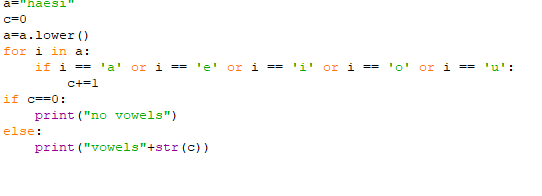 a="haesi"
c=0
a=a.lower()
for i in a:
    if i == 'a' or i == 'e' or i == 'i' or i == 'o' or i == 'u':
        c+=1
if c==0:
    print("no vowels")
else:
    print("vowels"+str(c))